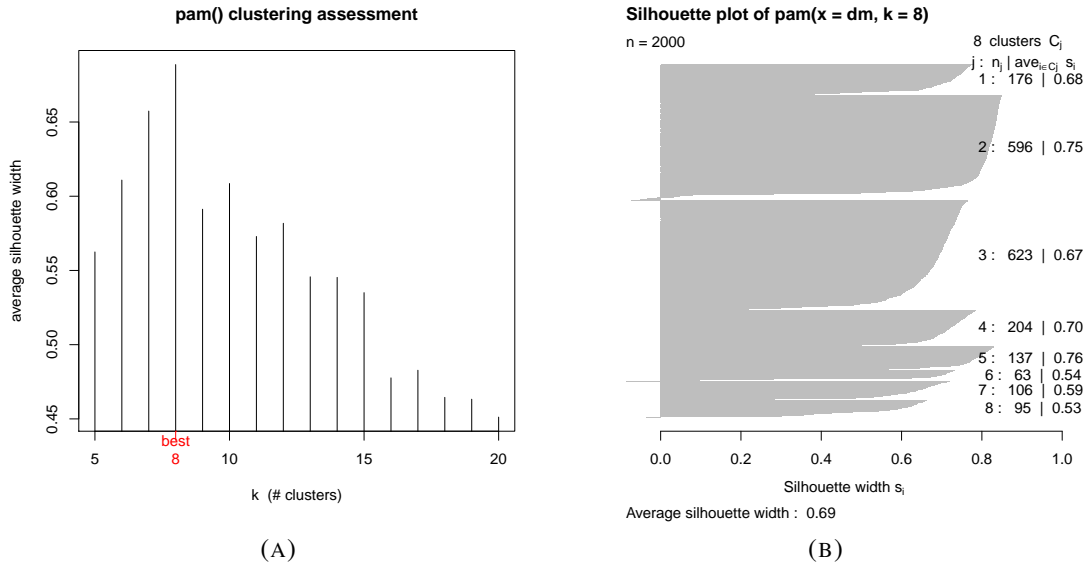 pam() clustering assessment
average silhouette width
0.65
0.60
0.55
0.50
0.45
5
10
15
20
best
8
k (# clusters)
(A)
Silhouette plot of pam(x = dm, k = 8)
n = 2000
8 clusters Cj
j : nj | avei∈Cj si
1 : 176 | 0.68
2 : 596 | 0.75
3 : 623 | 0.67
4 : 204 | 0.70
5 : 137 | 0.76
6 : 63 | 0.54
7 : 106 | 0.59
8 : 95 | 0.53
0.0 0.2 0.4 0.6 0.8 1.0
Silhouette width si
Average silhouette width : 0.69
(B)